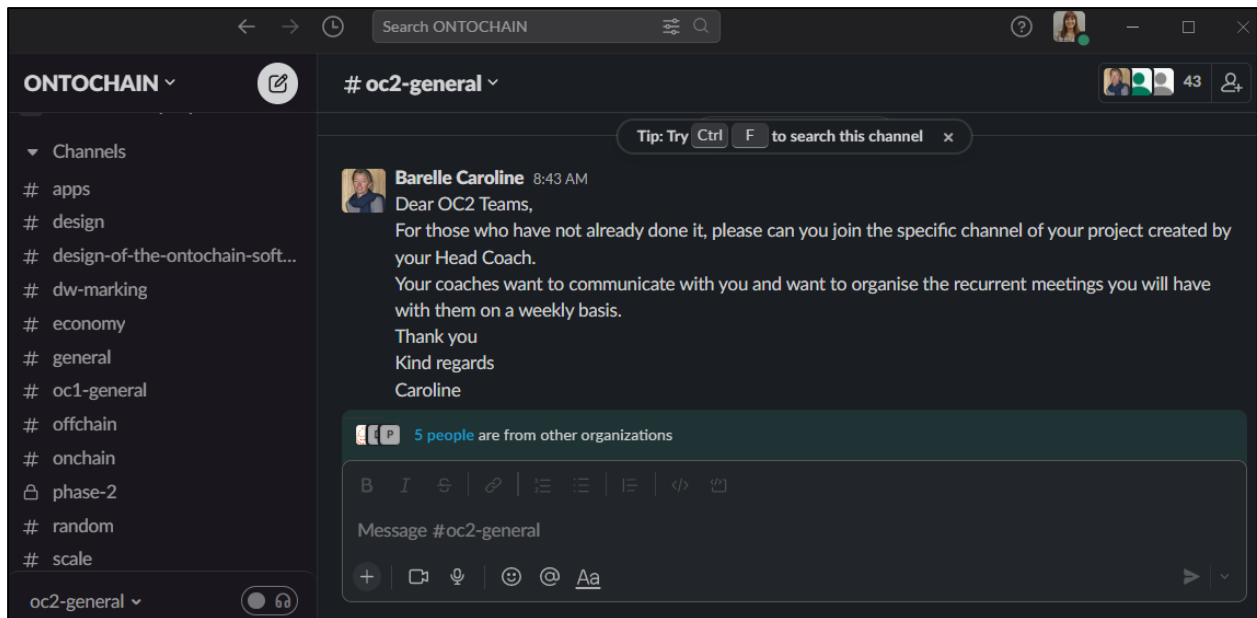 Search ONTOCHAIN
ONTOCHAIN
# oc2-general
43
Tip: Try Ctrl F to search this channel
Channels
# apps
# design
# design-of-the-ontochain-soft...
# dw-marking
# economy
# general
# oc1-general
# offchain
# onchain
phase-2
# random
# scale
oc2-general
Barelle Caroline 8:43 AM
Dear OC2 Teams,
For those who have not already done it, please can you join the specific channel of your project created by
your Head Coach.
Your coaches want to communicate with you and want to organise the recurrent meetings you will have
with them on a weekly basis.
Thank you
Kind regards
Caroline
P 5 people are from other organizations
B I S
Message #oc2-general
Aa